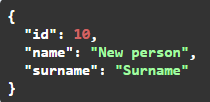 {
  "id": 10,
  "name": "New person",
  "surname": "Surname"
}